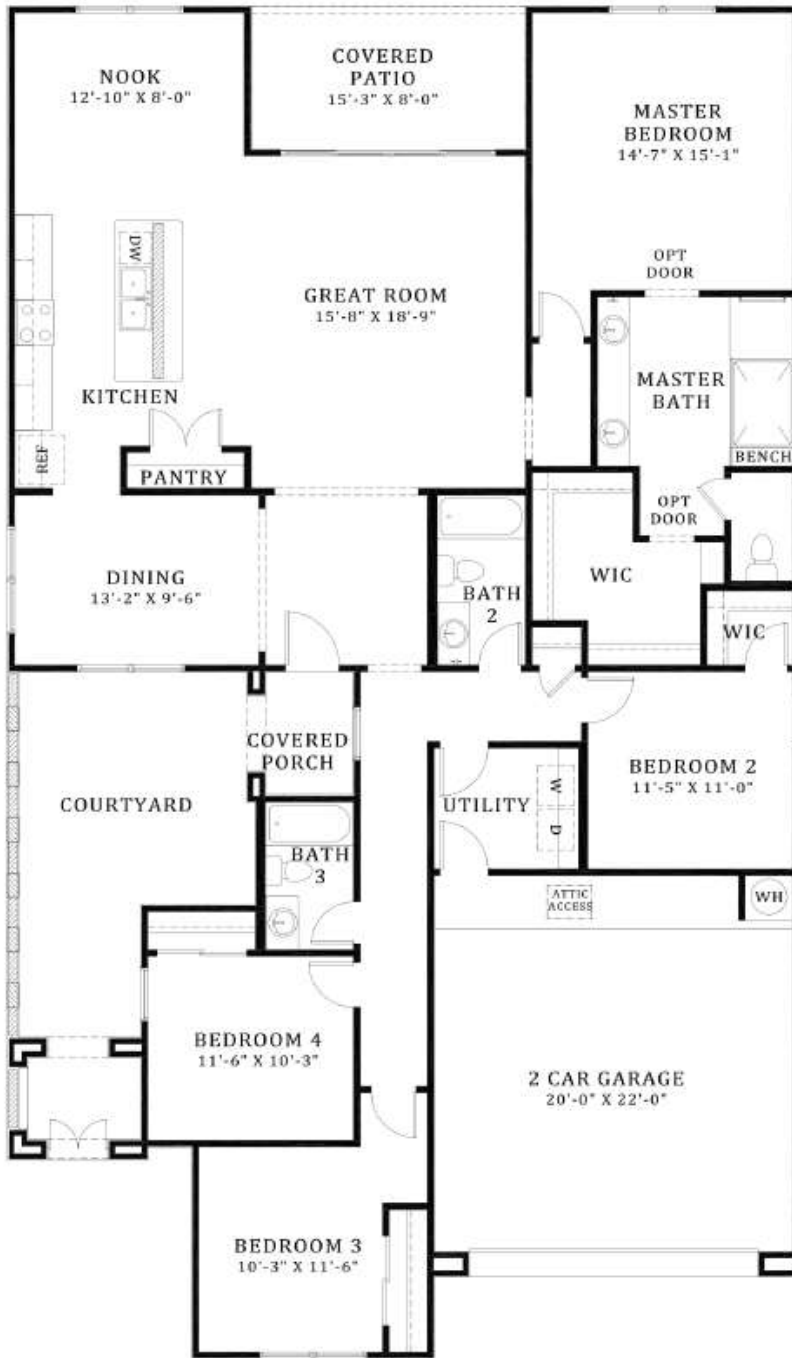 NOOK
12'-10" X 8'-0"
COVERED
PATIO
15'-3" X 8'-0"
MASTER
BEDROOM
14'-7" X 15'-1"
OPT
DOOR
DW
GREAT ROOM
15'-8" X 18'-9"
KITCHEN
MASTER
BATH
BENCH
REF
PANTRY
OPT
DOOR
DINING
13'-2" X 9'-6"
BATH
2
WIC
WIC
COVERED
PORCH
COURTYARD
UTILITY
W
D
BEDROOM 2
11'-5" X 11'-0"
BATH
3
ATTIC
ACCESS
WH
BEDROOM 4
11'-6" X 10'-3"
2 CAR GARAGE
20'-0" X 22'-0"
BEDROOM 3
10'-3" X 11'-6"